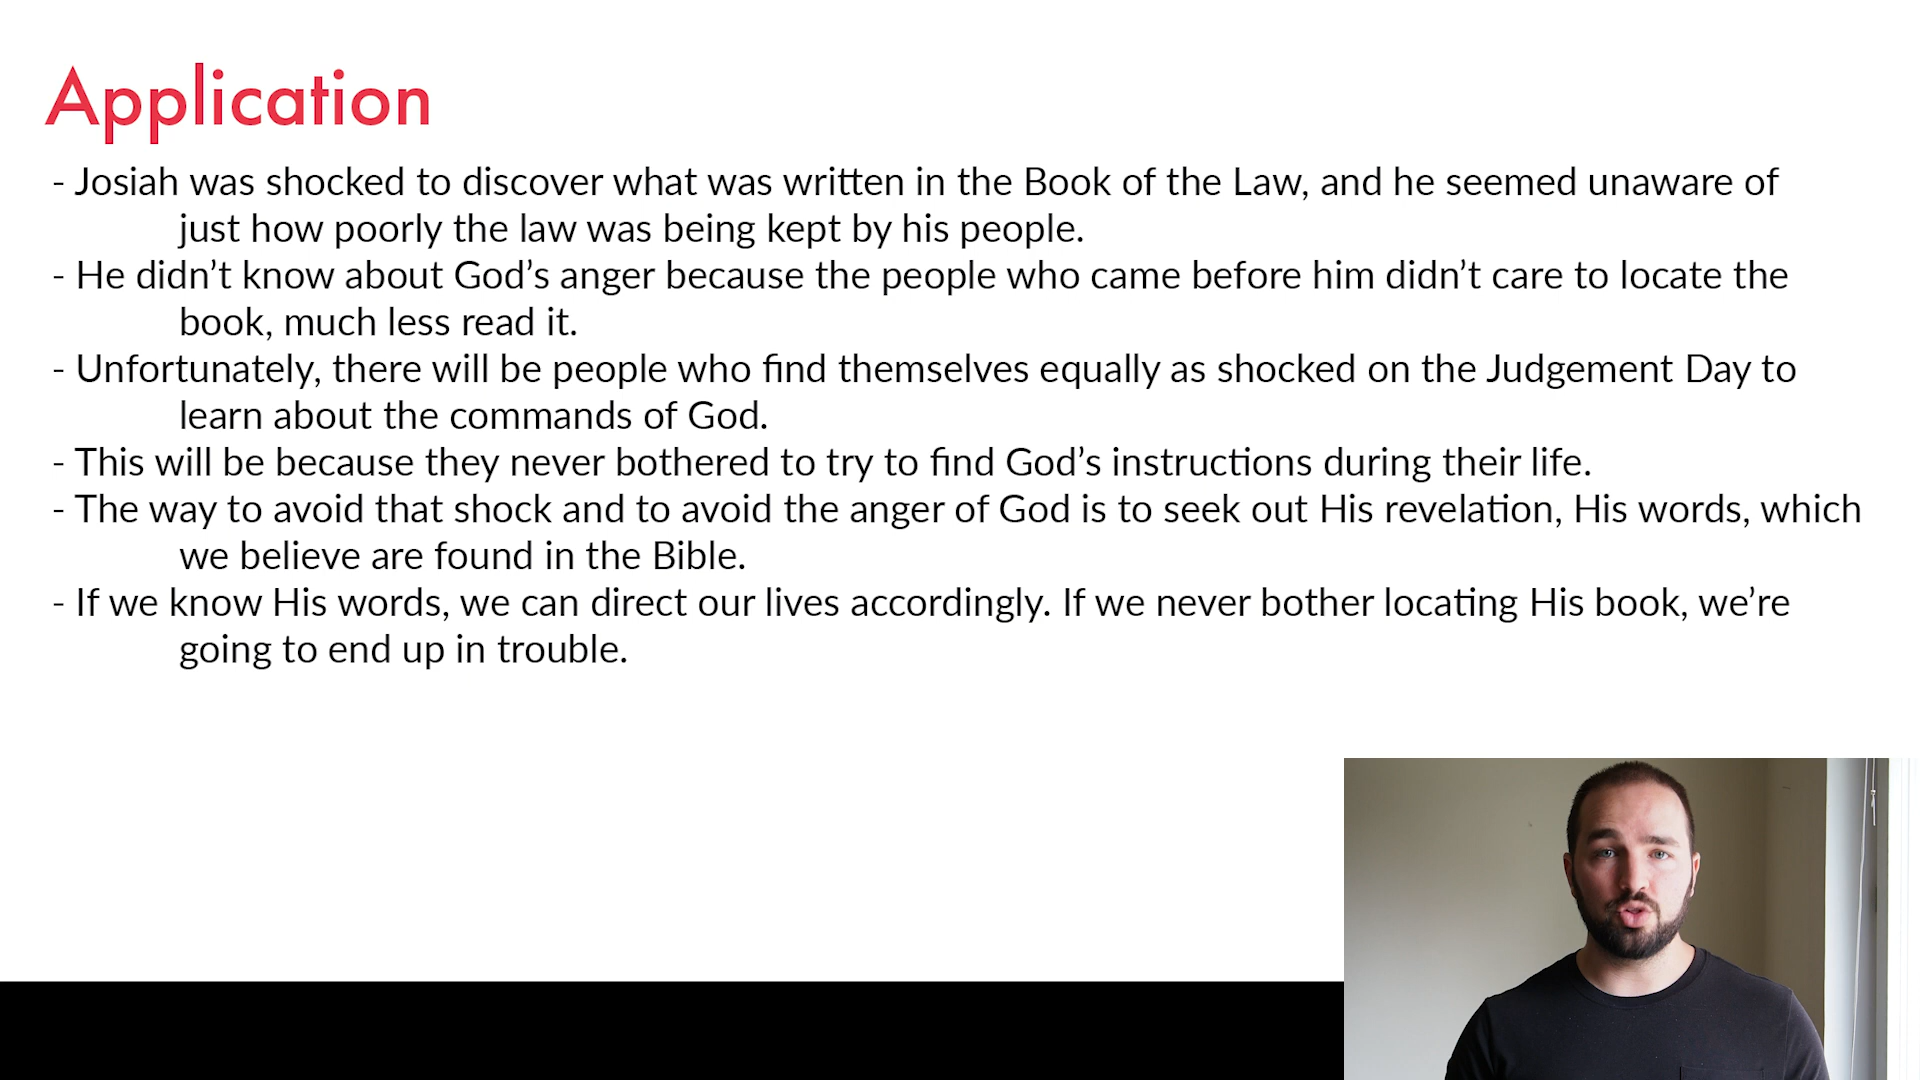 Application
- Josiah was shocked to discover what was written in the Book of the Law, and he seemed unaware of
just how poorly the law was being kept by his people.
- He didn’t know about God’s anger because the people who came before him didn’t care to locate the
book, much less read it.
- Unfortunately, there will be people who find themselves equally as shocked on the Judgement Day to
learn about the commands of God.
- This will be because they never bothered to try to find God’s instructions during their life.
- The way to avoid that shock and to avoid the anger of God is to seek out His revelation, His words, which
we believe are found in the Bible.
- If we know His words, we can direct our lives accordingly. If we never bother locating His book, we’re
going to end up in trouble.